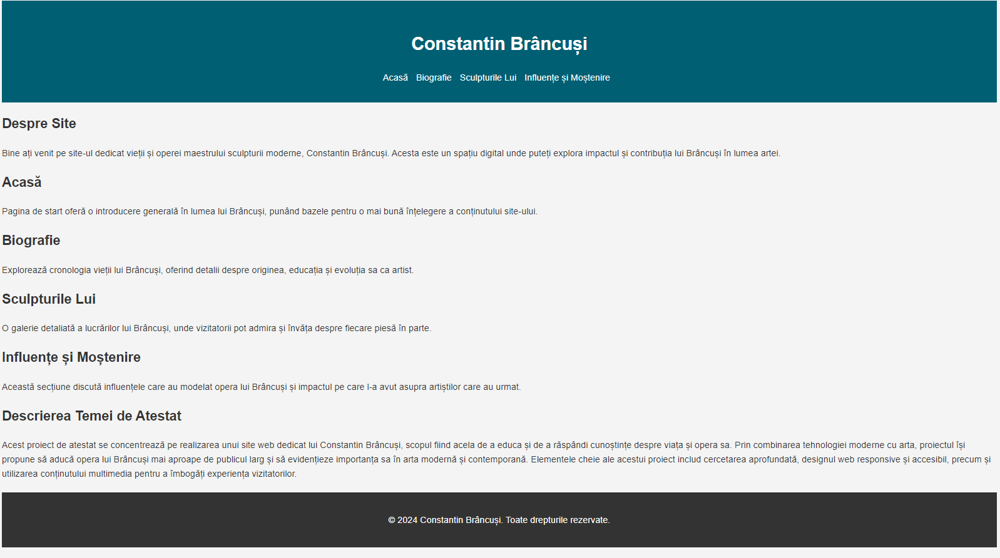 Constantin Brâncuși
Acasă Biografie Sculpturile Lui Influențe și Moștenire
Despre Site
Bine ați venit pe site-ul dedicat vieții și operei maestrului sculpturii moderne, Constantin Brâncuși. Acesta este un spațiu digital unde puteți explora impactul și contribuția lui Brâncuși în lumea artei.
Acasă
Pagina de start oferă o introducere generală în lumea lui Brâncuși, punând bazele pentru o mai bună înțelegere a conținutului site-ului.
Biografie
Explorează cronologia vieții lui Brâncuși, oferind detalii despre originea, educația și evoluția sa ca artist.
Sculpturile Lui
O galerie detaliată a lucrărilor lui Brâncuși, unde vizitatorii pot admira și învăța despre fiecare piesă în parte.
Influențe și Moștenire
Această secțiune discută influențele care au modelat opera lui Brâncuși și impactul pe care l-a avut asupra artiștilor care au urmat.
Descrierea Temei de Atestat
Acest proiect de atestat se concentrează pe realizarea unui site web dedicat lui Constantin Brâncuși, scopul fiind acela de a educa și de a răspândi cunoștințe despre viața și opera sa. Prin combinarea tehnologiei moderne cu arta, proiectul își
propune să aducă opera lui Brâncuși mai aproape de publicul larg și să evidențieze importanța sa în arta modernă și contemporană. Elementele cheie ale acestui proiect includ cercetarea aprofundată, designul web responsive și accesibil, precum și
utilizarea conținutului multimedia pentru a îmbogăți experiența vizitatorilor.
© 2024 Constantin Brâncuși. Toate drepturile rezervate.